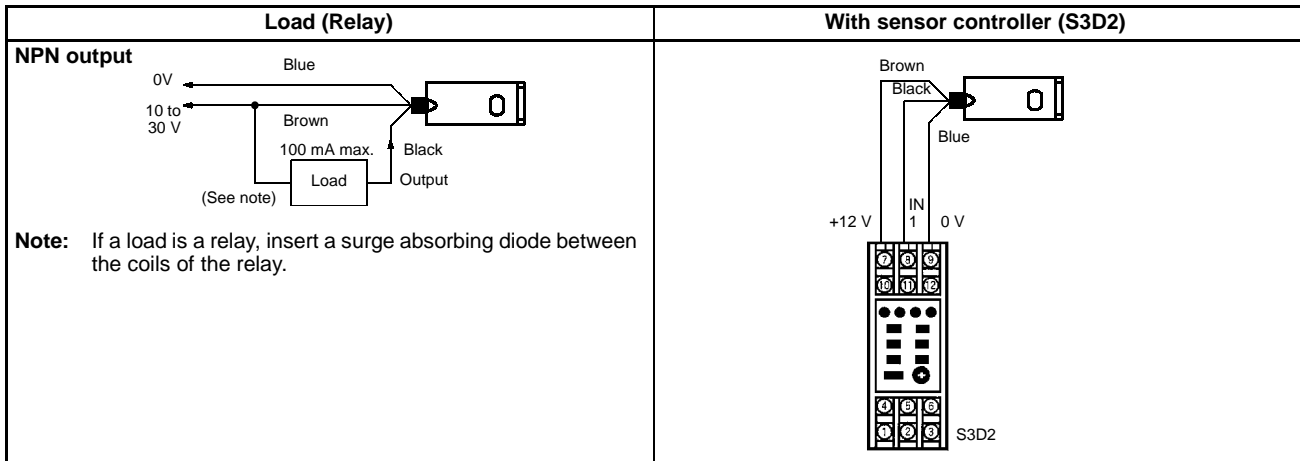 Load (Relay)
With sensor controller (S3D2)
NPN output
Blue
0V
10 to
30 V
Brown
100 mA max.
Black
Load
Output
(See note)
Note: If a load is a relay, insert a surge absorbing diode between
the coils of the relay.
Brown
Black
Blue
+12 V
IN
1
0 V
7 8 9
10 11 12
4 5 6
1 2 3
S3D2